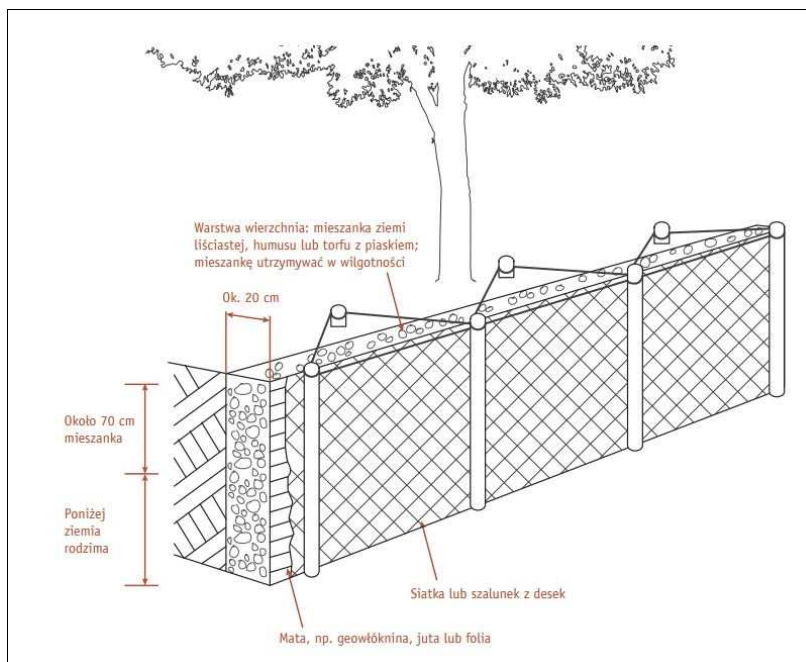 Warstwa wierzchnia: mieszanka ziemi
liściastej, humusu lub torfu z piaskiem;
mieszankę utrzymywać w wilgotności
Ok. 20 cm
Około 70 cm
mieszanka
Poniżej
ziemia
rodzima
Siatka lub szalunek z desek
Mata, np. geowłóknina, juta lub folia